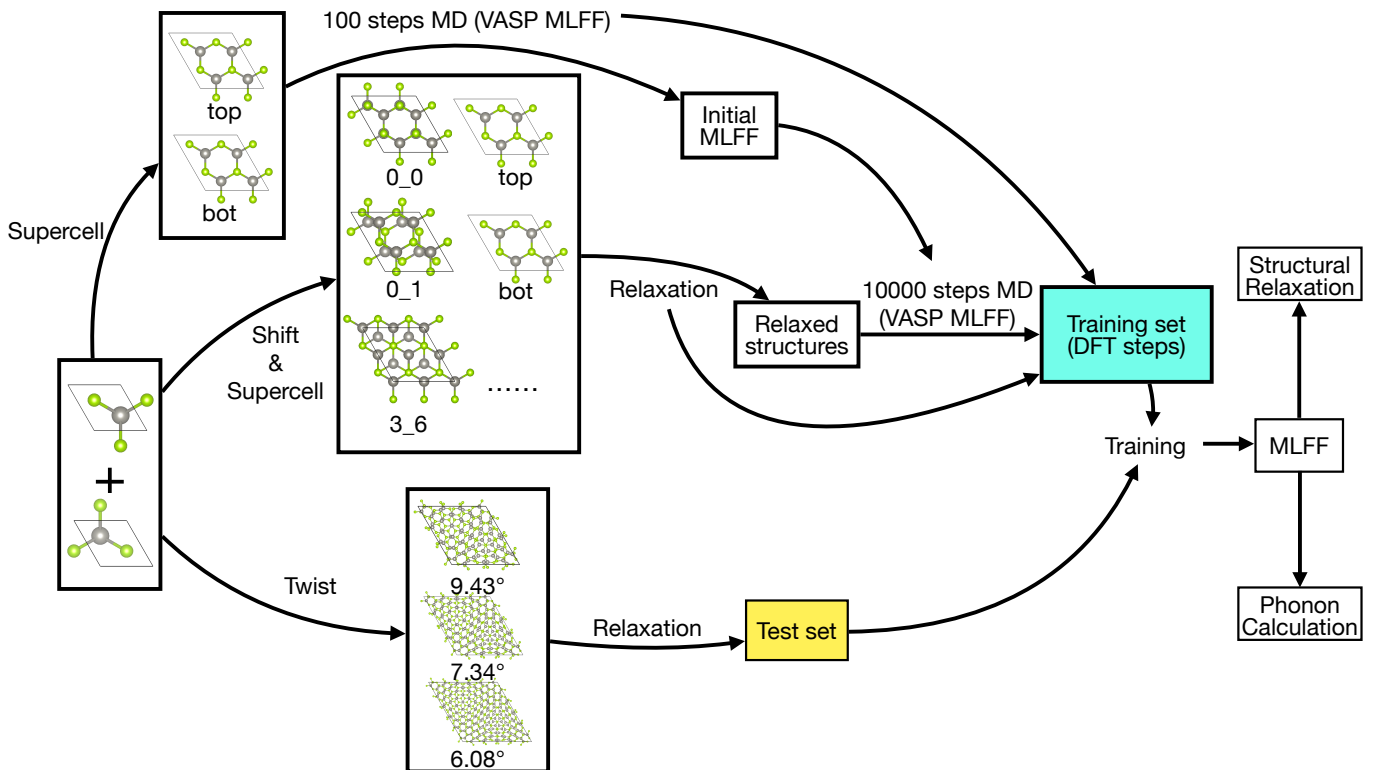 100 steps MD (VASP MLFF)
top
bot
Supercell
0_0
top
0_1
bot
3_6
......
Initial
MLFF
Shift
&
Supercell
Relaxation
Relaxed
structures
10000 steps MD
(VASP MLFF)
Training set
(DFT steps)
Structural
Relaxation
+
Training
MLFF
Twist
9.43°
7.34°
6.08°
Relaxation
Test set
Phonon
Calculation